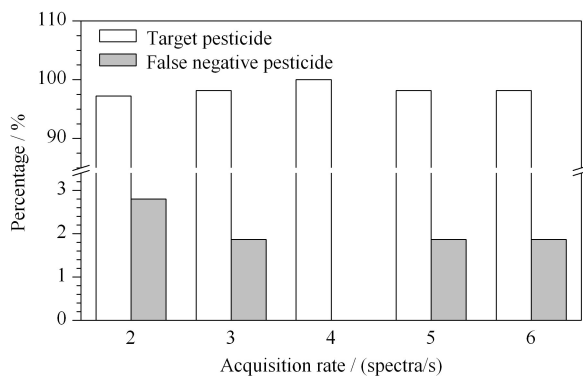 110
Target pesticide
False negative pesticide
100
90
Percentage / %
3
2
1
0
2 3 4 5 6
Acquisition rate / (spectra/s)